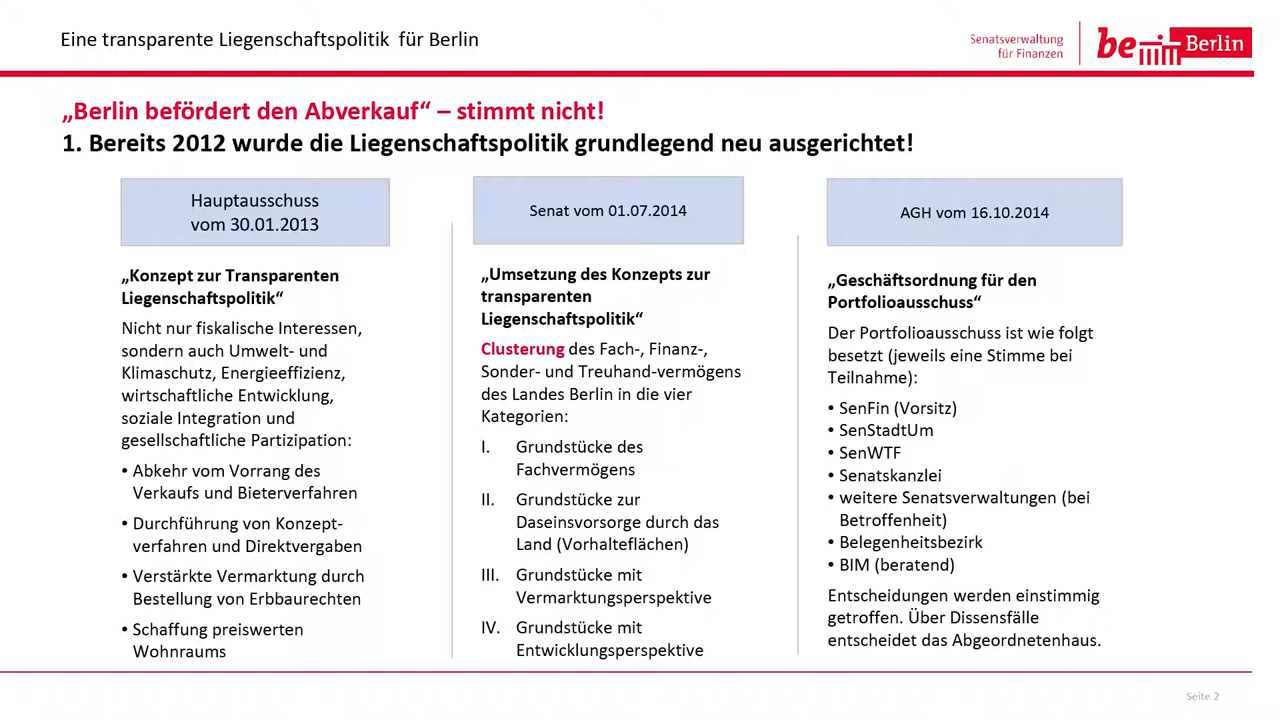 Eine transparente Liegenschaftspolitik für Berlin
Senatsverwaltung
für Finanzen
be Berlin
„Berlin befördert den Abverkauf“ – stimmt nicht!
1. Bereits 2012 wurde die Liegenschaftspolitik grundlegend neu ausgerichtet!
Hauptausschuss
vom 30.01.2013
„Konzept zur Transparenten
Liegenschaftspolitik“
Nicht nur fiskalische Interessen,
sondern auch Umwelt- und
Klimaschutz, Energieeffizienz,
wirtschaftliche Entwicklung,
soziale Integration und
gesellschaftliche Partizipation:
• Abkehr vom Vorrang des
Verkaufs und Bieterverfahren
• Durchführung von Konzept-
verfahren und Direktvergaben
• Verstärkte Vermarktung durch
Bestellung von Erbbaurechten
• Schaffung preiswerten
Wohnraums
Senat vom 01.07.2014
„Umsetzung des Konzepts zur
transparenten
Liegenschaftspolitik“
Clusterung des Fach-, Finanz-,
Sonder- und Treuhand-vermögens
des Landes Berlin in die vier
Kategorien:
I. Grundstücke des
Fachvermögens
II. Grundstücke zur
Daseinsvorsorge durch das
Land (Vorhalteflächen)
III. Grundstücke mit
Vermarktungsperspektive
IV. Grundstücke mit
Entwicklungsperspektive
AGH vom 16.10.2014
„Geschäftsordnung für den
Portfolioausschuss“
Der Portfolioausschuss ist wie folgt
besetzt (jeweils eine Stimme bei
Teilnahme):
• SenFin (Vorsitz)
• SenStadtUm
• SenWTF
• Senatskanzlei
• weitere Senatsverwaltungen (bei
Betroffenheit)
• Belegenheitsbezirk
• BIM (beratend)
Entscheidungen werden einstimmig
getroffen. Über Dissensfälle
entscheidet das Abgeordnetenhaus.
Seite 2